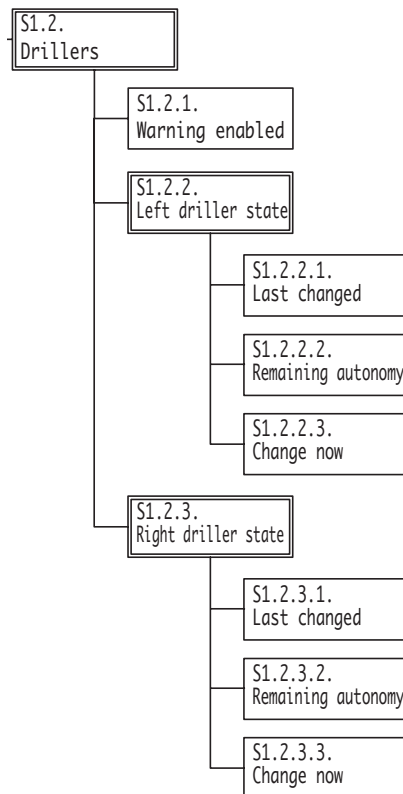 S1.2.
Drillers
S1.2.1.
Warning enabled
S1.2.2.
Left driller state
S1.2.2.1.
Last changed
S1.2.2.2.
Remaining autonomy
S1.2.2.3.
Change now
S1.2.3.
Right driller state
S1.2.3.1.
Last changed
S1.2.3.2.
Remaining autonomy
S1.2.3.3.
Change now